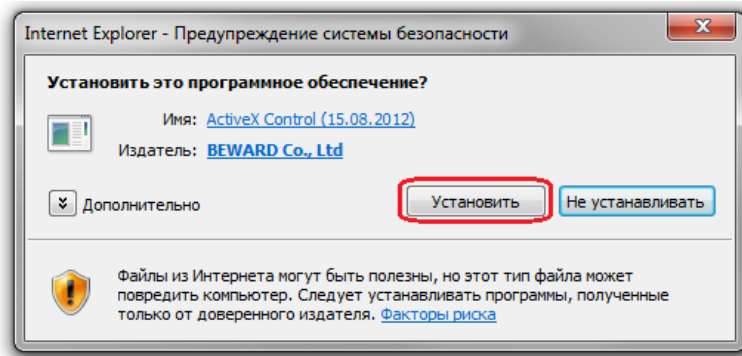 Internet Explorer - Предупреждение системы безопасности
Установить это программное обеспечение?
Имя: ActiveX Control (15.08.2012)
Издатель: BEWARD Co., Ltd
Дополнительно
Установить
Не устанавливать
Файлы из Интернета могут быть полезны, но этот тип файла может
повредить компьютер. Следует устанавливать программы, полученные
только от доверенного издателя. Факторы риска